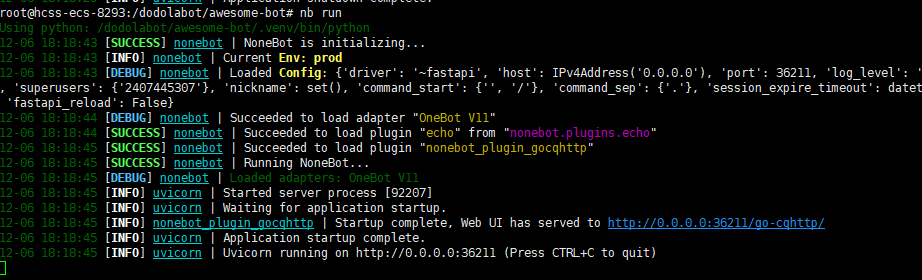 12-06 18:18:26 [INFO] uvicorn | Application shutdown complete.
root@hcss-ecs-8293:/dodolabot/awesome-bot# nb run
Using python: /dodolabot/awesome-bot/.venv/bin/python
12-06 18:18:43 [SUCCESS] nonebot | NoneBot is initializing...
12-06 18:18:43 [INFO] nonebot | Current Env: prod
12-06 18:18:43 [DEBUG] nonebot | Loaded Config: {'driver': '~fastapi', 'host': IPv4Address('0.0.0.0'), 'port': 36211, 'log_level': '
, 'superusers': {'2407445307'}, 'nickname': set(), 'command_start': {'', '/'}, 'command_sep': {'.'}, 'session_expire_timeout': datet
'fastapi_reload': False}
12-06 18:18:44 [DEBUG] nonebot | Succeeded to load adapter "OneBot V11"
12-06 18:18:44 [SUCCESS] nonebot | Succeeded to load plugin "echo" from "nonebot.plugins.echo"
12-06 18:18:45 [SUCCESS] nonebot | Succeeded to load plugin "nonebot_plugin_gocqhttp"
12-06 18:18:45 [SUCCESS] nonebot | Running NoneBot...
12-06 18:18:45 [DEBUG] nonebot | Loaded adapters: OneBot V11
12-06 18:18:45 [INFO] uvicorn | Started server process [92207]
12-06 18:18:45 [INFO] uvicorn | Waiting for application startup.
12-06 18:18:45 [INFO] nonebot_plugin_gocqhttp | Startup complete, Web UI has served to http://0.0.0.0:36211/go-cqhttp/
12-06 18:18:45 [INFO] uvicorn | Application startup complete.
12-06 18:18:45 [INFO] uvicorn | Uvicorn running on http://0.0.0.0:36211 (Press CTRL+C to quit)